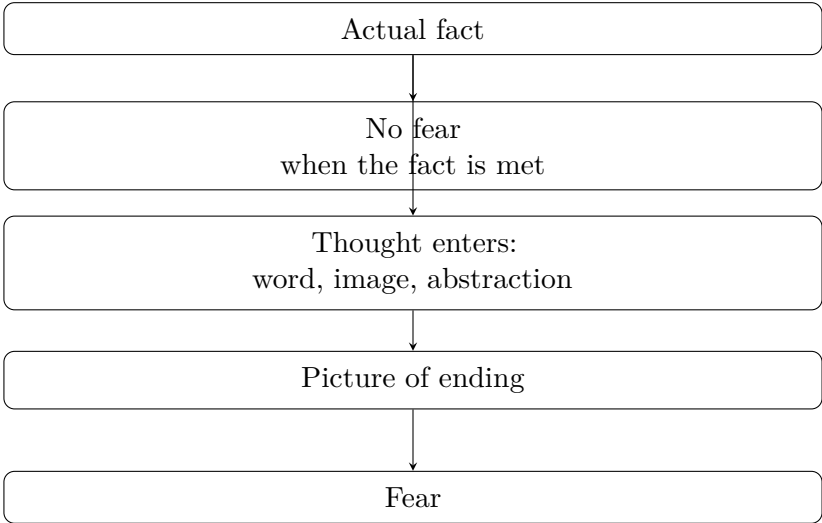 Actual fact
No fear
when the fact is met
Thought enters:
word, image, abstraction
Picture of ending
Fear